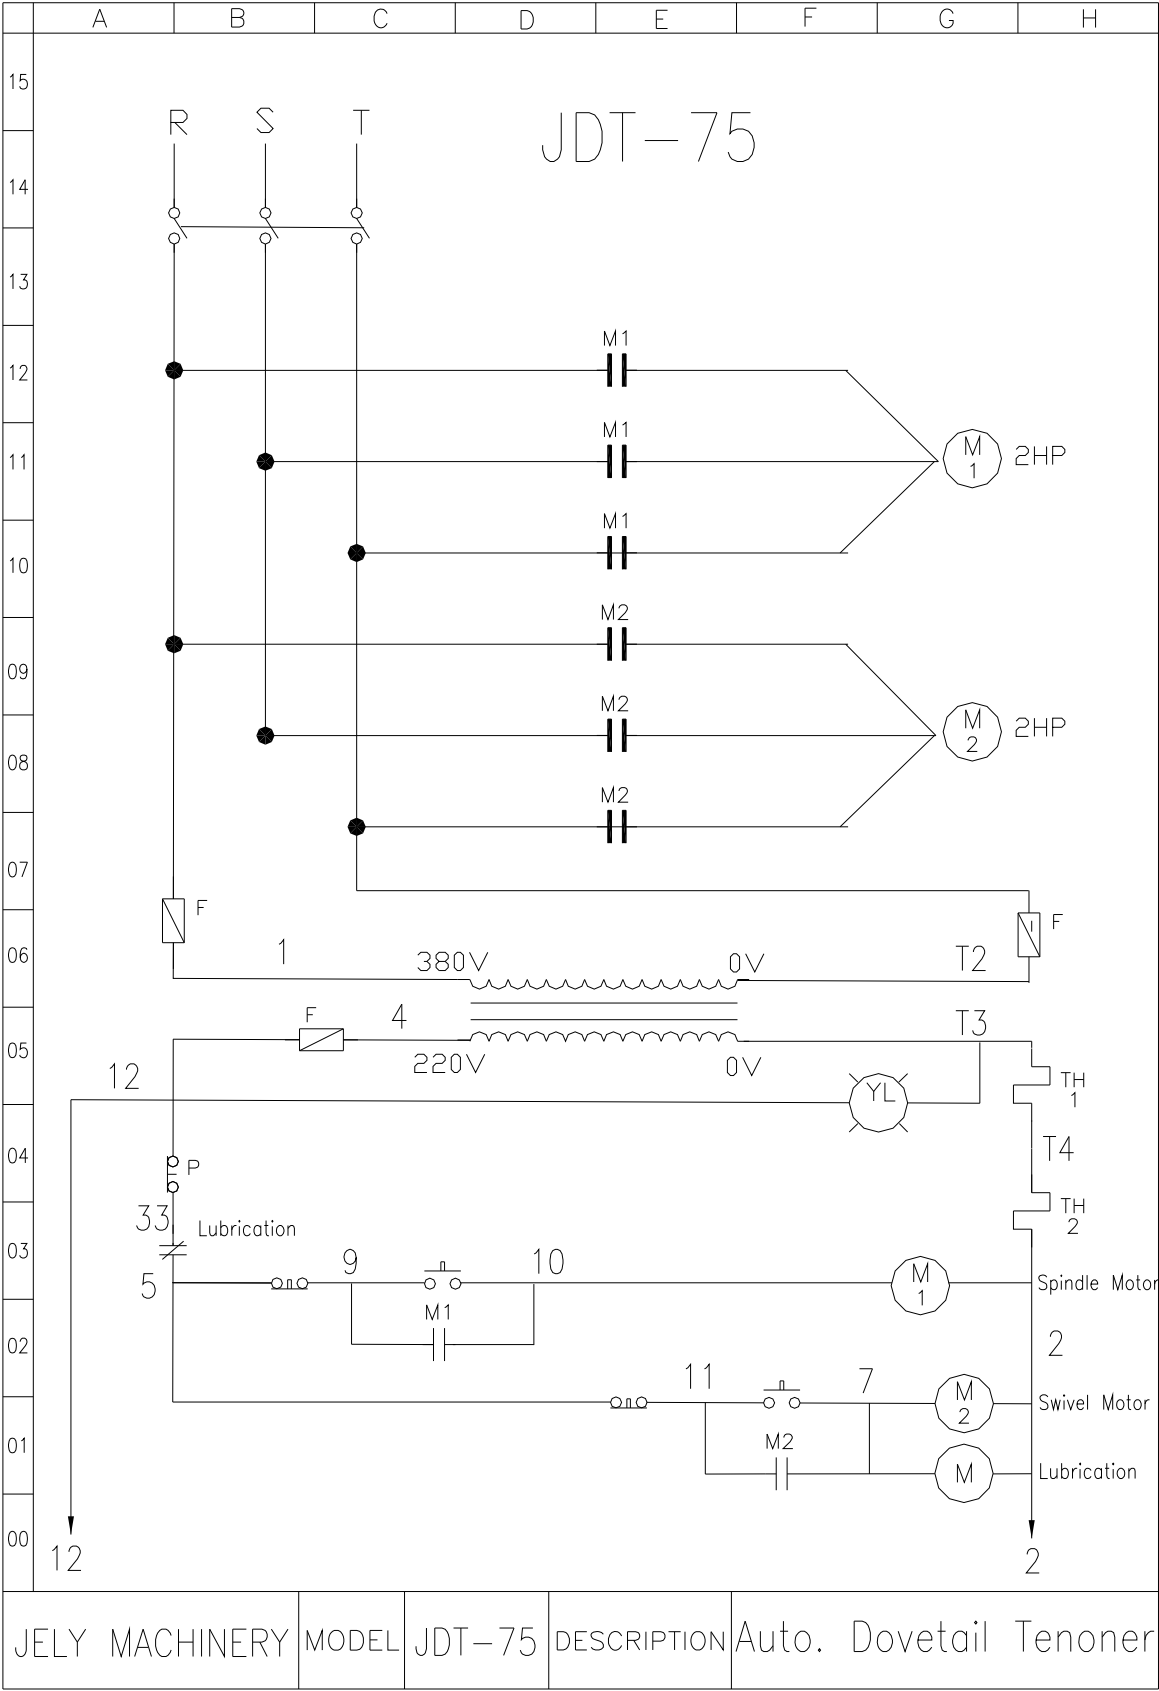 A B C D E F G H
15
R S T JDT-75
14
13
M1
12
M1
11
M
1
2HP
M1
10
M2
09
M2
M
2
2HP
08
M2
07
F
F
06
1
380V
0V
T2
F
4
T3
05
220V
0V
12
YL
TH
1
04
P
T4
33
Lubrication
TH
2
03
5
9
10
M
1
Spindle Motor
M1
02
2
11
7
M
2
Swivel Motor
01
M2
M
Lubrication
00
12
2
JELY MACHINERY MODEL JDT-75 DESCRIPTION Auto. Dovetail Tenoner